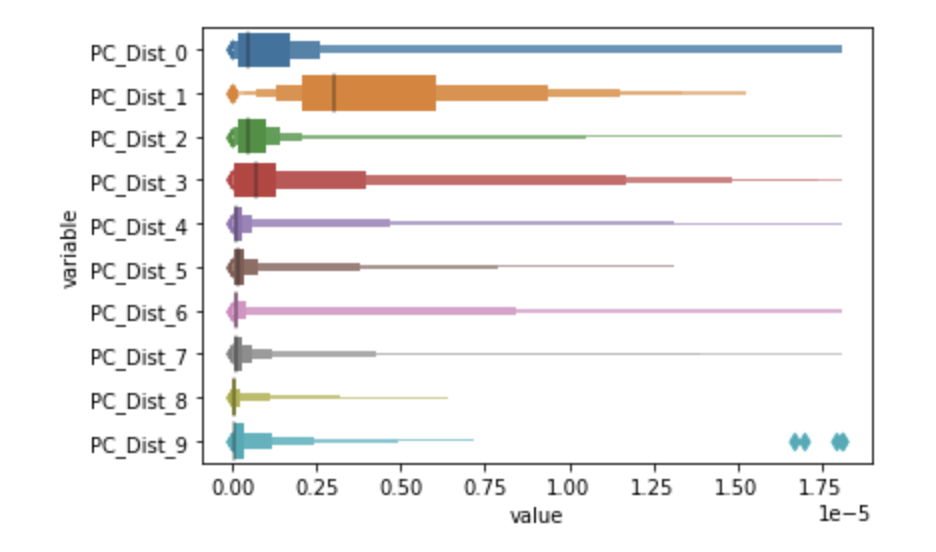 PC_Dist_0
PC_Dist_1
PC_Dist_2
PC_Dist_3
PC_Dist_4
PC_Dist_5
PC_Dist_6
PC_Dist_7
PC_Dist_8
PC_Dist_9
variable
0.00 0.25 0.50 0.75 1.00 1.25 1.50 1.75
1e−5
value